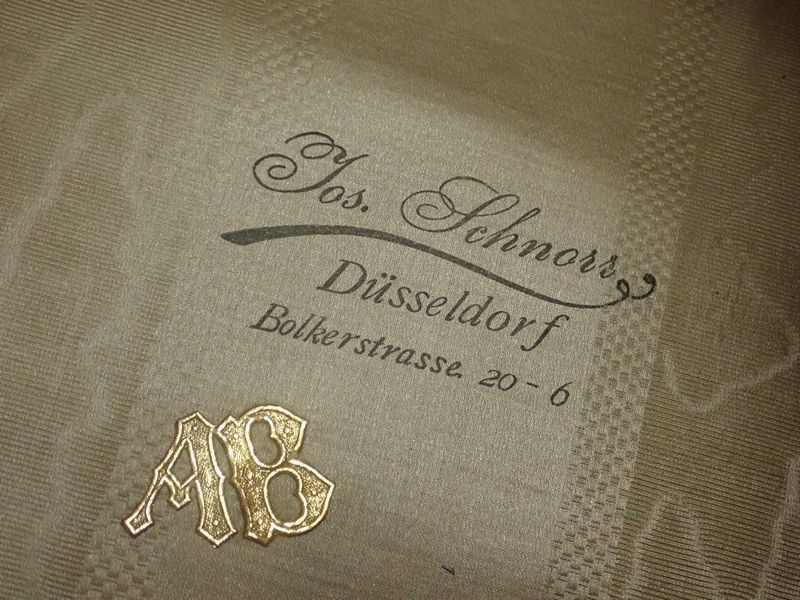 Jos. Schnorr
Düsseldorf
Bolkerstrasse. 20 - 6
AB